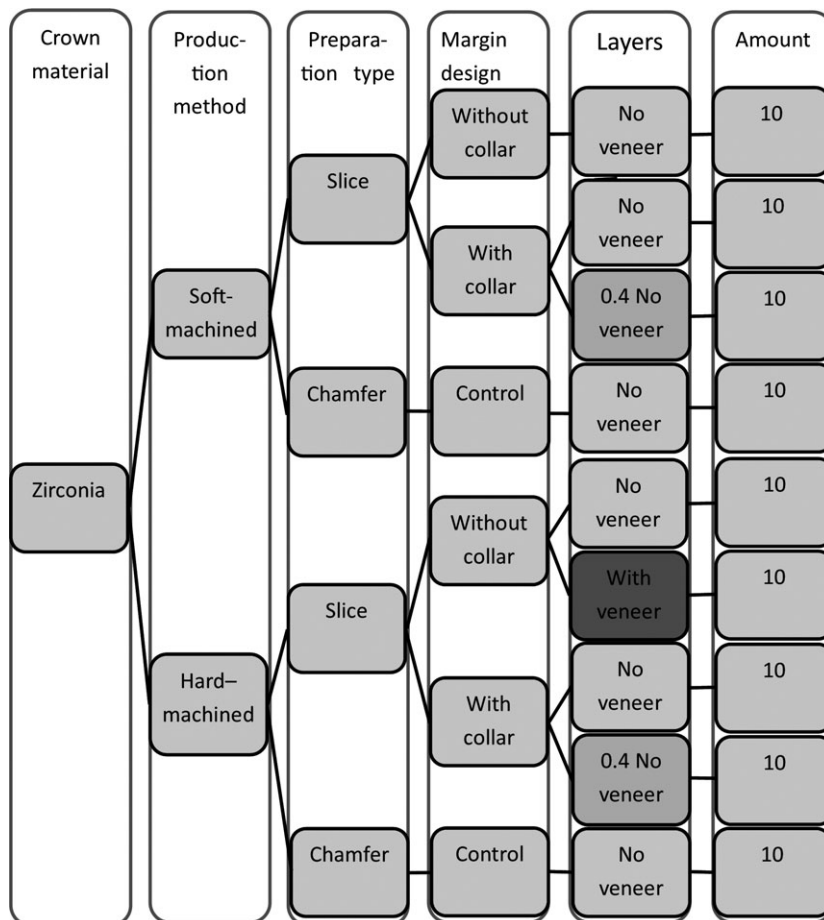 Crown
material
Produc-
tion
method
Prepara-
tion type
Margin
design
Layers
Amount
Zirconia
Soft-
machined
Hard–
machined
Slice
Chamfer
Slice
Chamfer
Without
collar
With
collar
Control
Without
collar
With
collar
Control
No
veneer
No
veneer
0.4 No
veneer
No
veneer
No
veneer
With
veneer
No
veneer
0.4 No
veneer
No
veneer
10
10
10
10
10
10
10
10
10